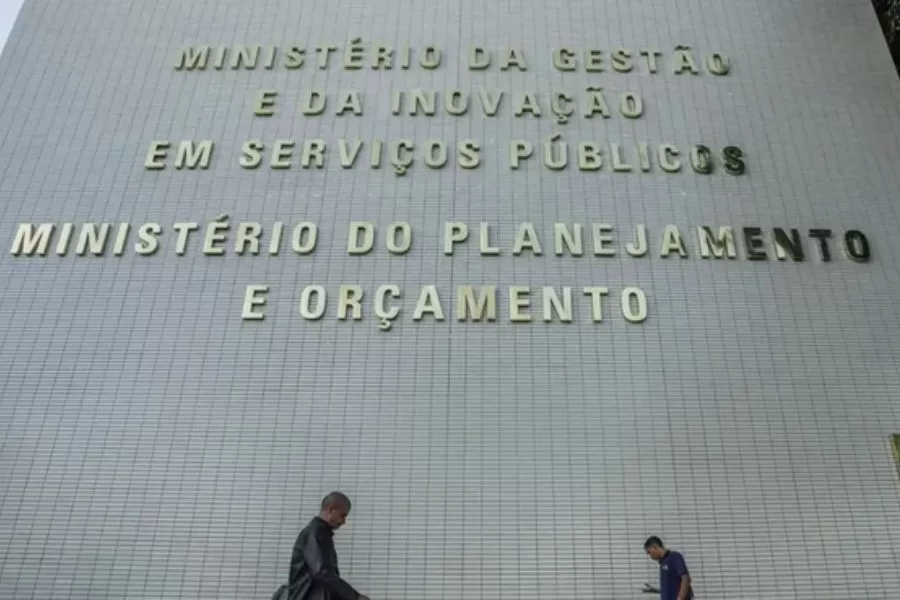 MINISTÉRIO DA GESTÃO
E DA INOVAÇÃO
EM SERVIÇOS PÚBLICOS
MINISTÉRIO DO PLANEJAMENTO
E ORÇAMENTO